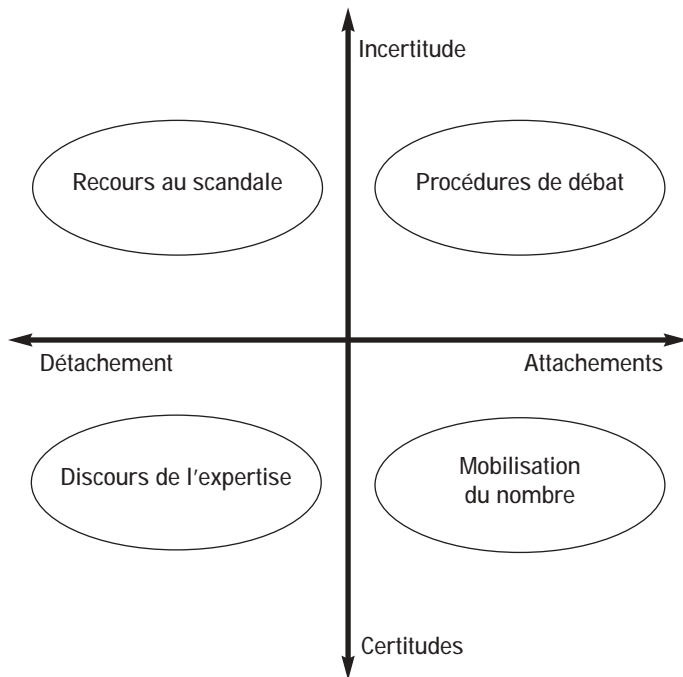 Incertitude
Recours au scandale
Procédures de débat
Détachement
Attachements
Discours de l'expertise
Mobilisation
du nombre
Certitudes